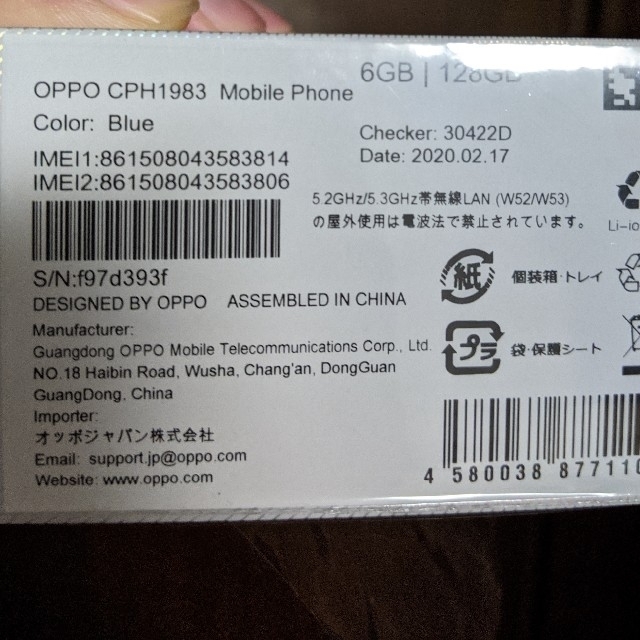 6GB | 128GB
OPPO CPH1983 Mobile Phone
Color: Blue
Checker: 30422D
Date: 2020.02.17
IMEI1:861508043583814
IMEI2:861508043583806
5.2GHz/5.3GHz帯無線LAN (W52/W53)
の屋外使用は電波法で禁止されています。
Li-io
S/N:f97d393f
紙
個装箱・トレイ
DESIGNED BY OPPO ASSEMBLED IN CHINA
Manufacturer:
Guangdong OPPO Mobile Telecommunications Corp., Ltd.
NO.18 Haibin Road, Wusha, Chang'an, DongGuan
GuangDong, China
プラ
袋・保護シート
Importer:
オッポジャパン株式会社
Email: support.jp@oppo.com
Website: www.oppo.com
4 580038 87711